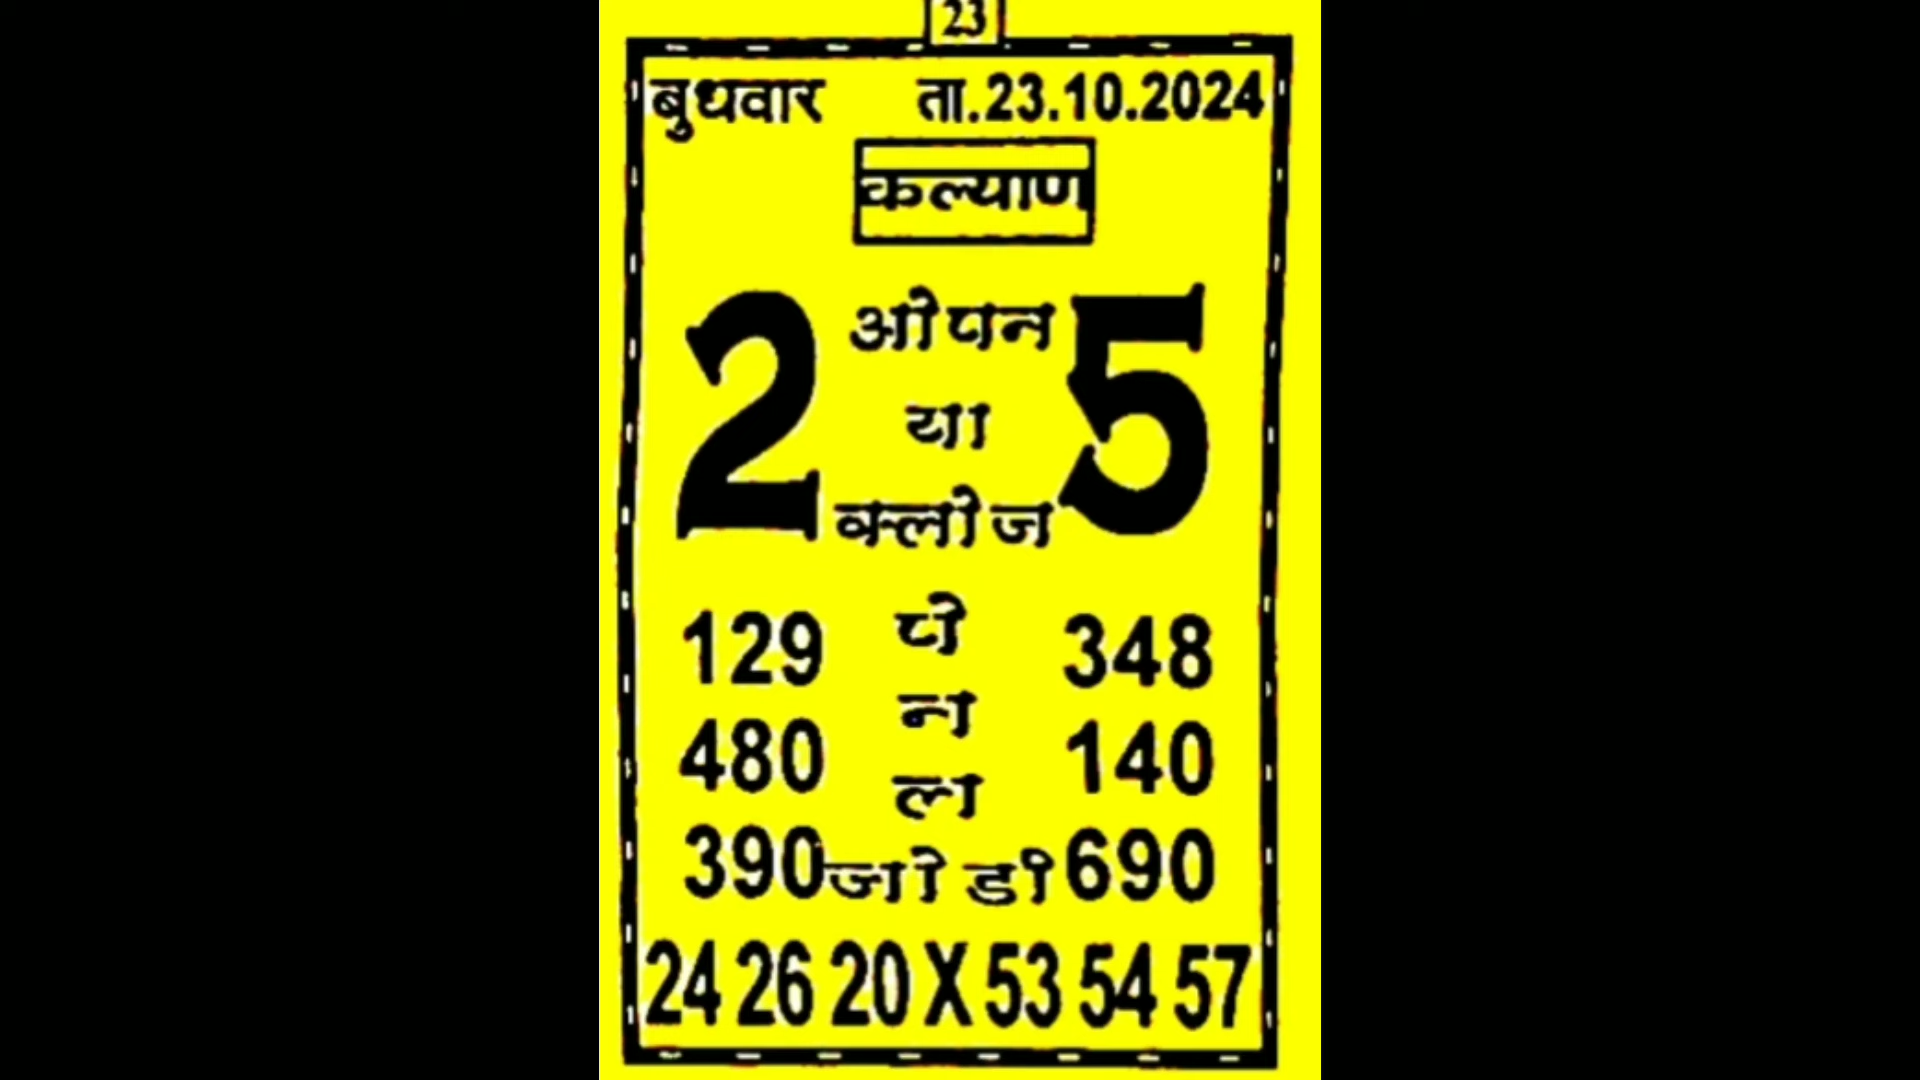 23
बुधवार ता.23.10.2024
कल्याण
2 ओपन 5
या
क्लोज
129 पे 348
न
480 140
ल
390 जोडी 690
24 26 20 X 53 54 57